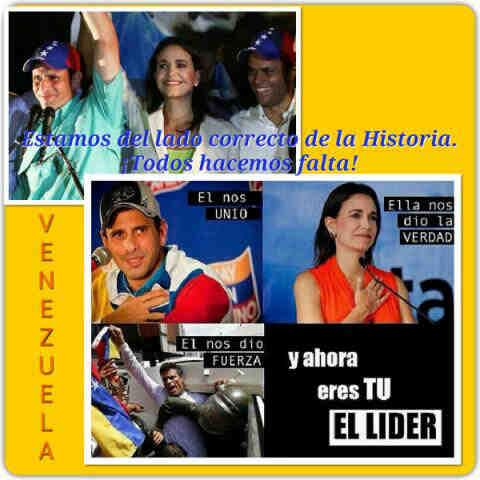 Estamos del lado correcto de la Historia.
Todos hacemos falta!
VENEZUELA
El nos
UNIO
Ella nos
dio la
VERDAD
El nos dio
FUERZA
y ahora
eres TU
EL LIDER